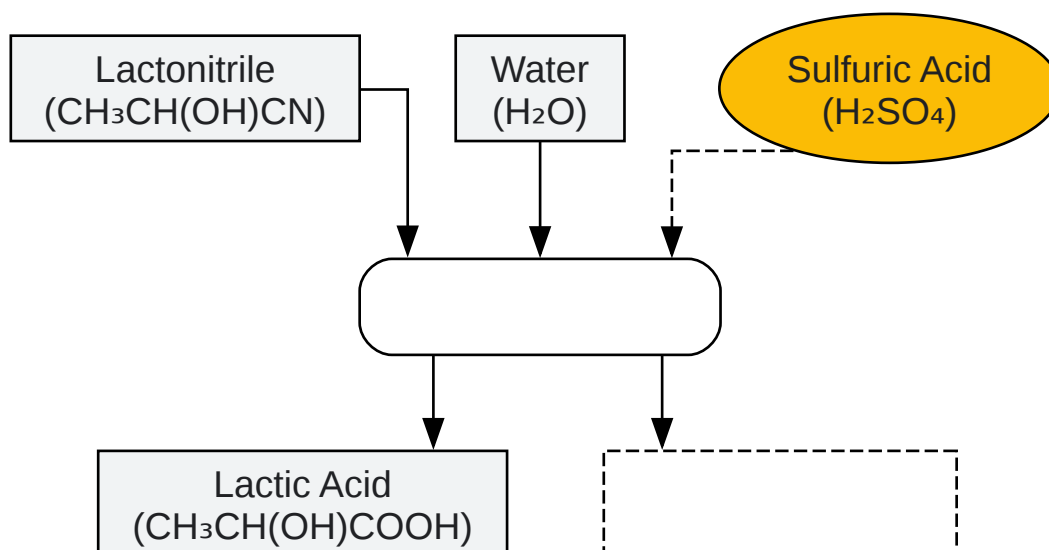 Lactonitrile
(CH₃CH(OH)CN)
Water
(H₂O)
Sulfuric Acid
(H₂SO₄)
Lactic Acid
(CH₃CH(OH)COOH)